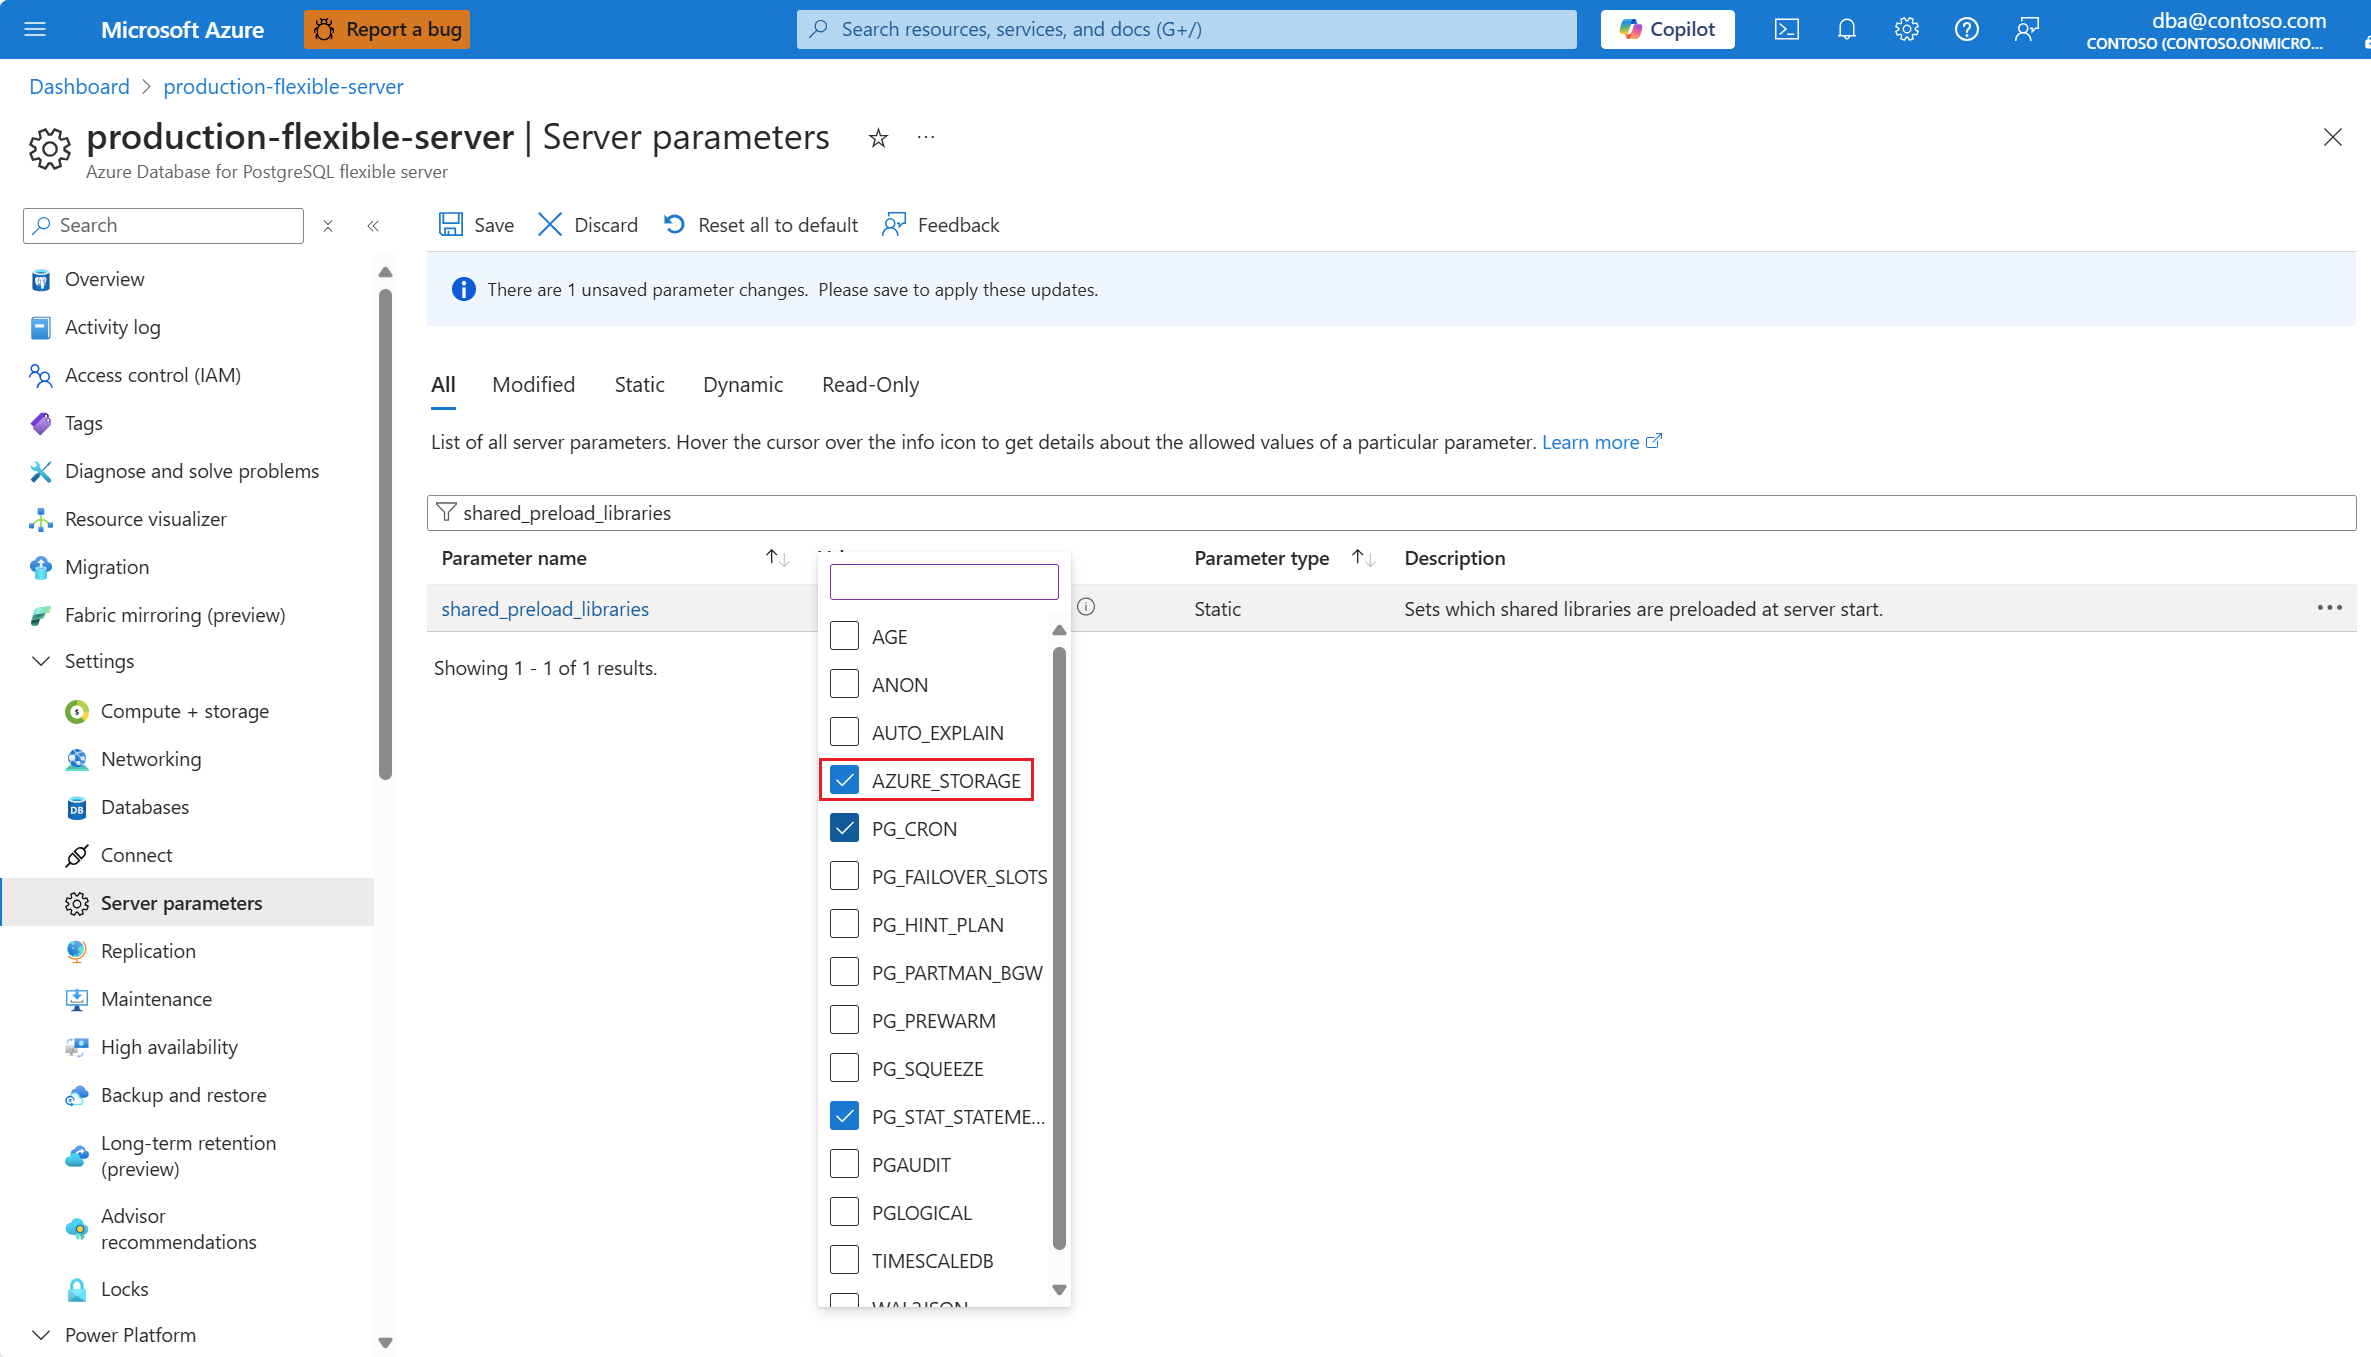 Microsoft Azure
Report a bug
Search resources, services, and docs (G+/)
Copilot
dba@contoso.com
CONTOSO (CONTOSO.ONMICRO...
Dashboard > production-flexible-server
production-flexible-server | Server parameters
Azure Database for PostgreSQL flexible server
Search
Overview
Activity log
Access control (IAM)
Tags
Diagnose and solve problems
Resource visualizer
Migration
Fabric mirroring (preview)
Settings
Compute + storage
Networking
Databases
Connect
Server parameters
Replication
Maintenance
High availability
Backup and restore
Long-term retention
(preview)
Advisor
recommendations
Locks
Power Platform
Save
Discard
Reset all to default
Feedback
There are 1 unsaved parameter changes. Please save to apply these updates.
All
Modified
Static
Dynamic
Read-Only
List of all server parameters. Hover the cursor over the info icon to get details about the allowed values of a particular parameter. Learn more
shared_preload_libraries
Parameter name
Parameter type
Description
shared_preload_libraries
Static
Sets which shared libraries are preloaded at server start.
Showing 1 - 1 of 1 results.
AGE
ANON
AUTO_EXPLAIN
AZURE_STORAGE
PG_CRON
PG_FAILOVER_SLOTS
PG_HINT_PLAN
PG_PARTMAN_BGW
PG_PREWARM
PG_SQUEEZE
PG_STAT_STATEME...
PGAUDIT
PGLOGICAL
TIMESCALEDB